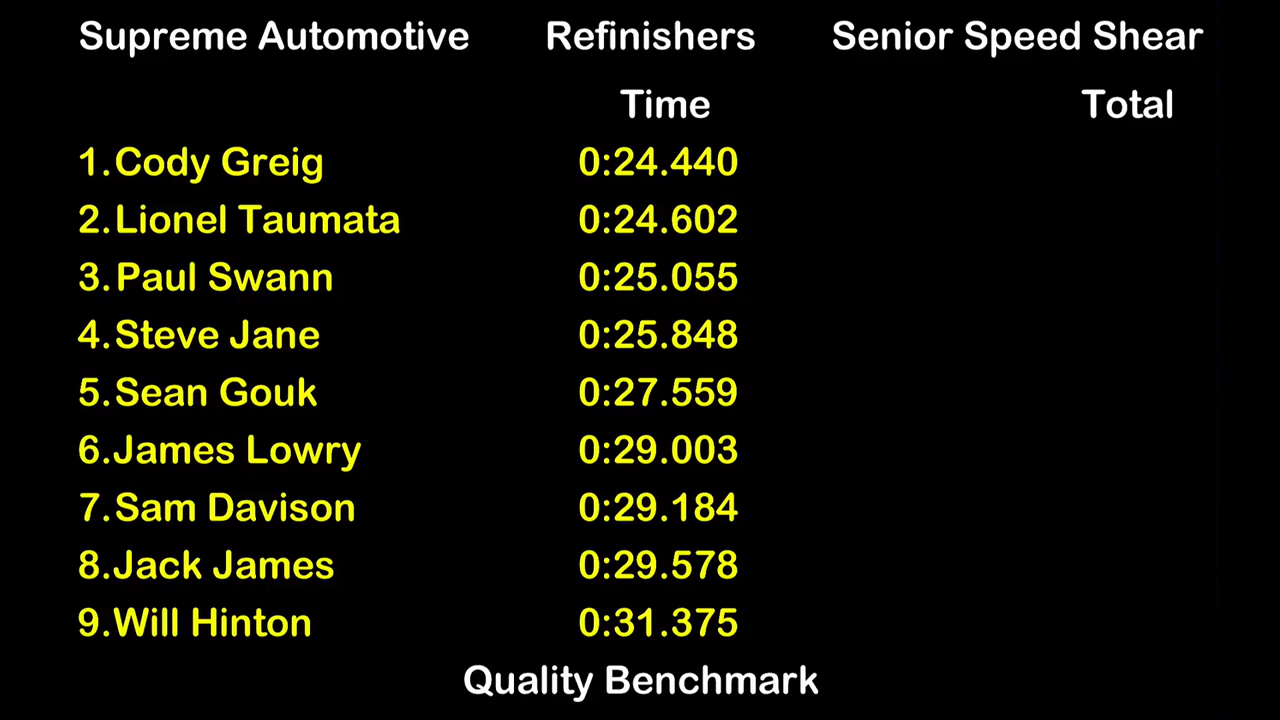 Supreme Automotive Refinishers Senior Speed Shear
Time Total
1.Cody Greig 0:24.440
2.Lionel Taumata 0:24.602
3.Paul Swann 0:25.055
4.Steve Jane 0:25.848
5.Sean Gouk 0:27.559
6.James Lowry 0:29.003
7.Sam Davison 0:29.184
8.Jack James 0:29.578
9.Will Hinton 0:31.375
Quality Benchmark